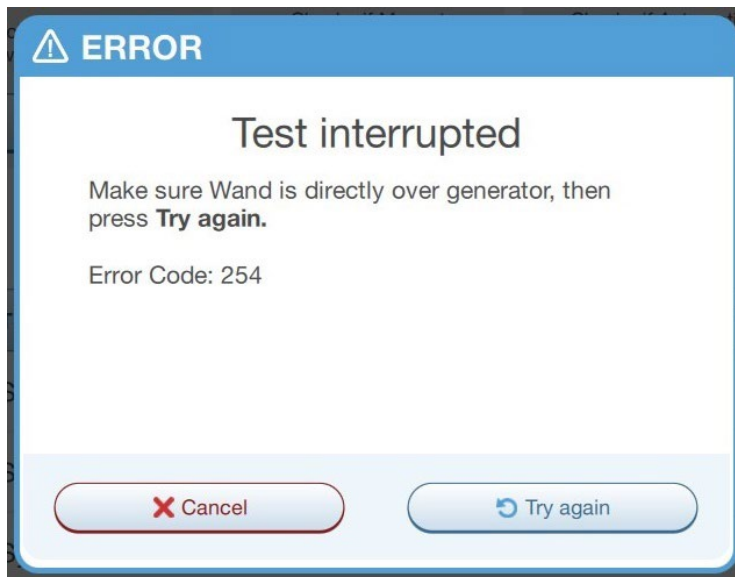 ERROR
Test interrupted
Make sure Wand is directly over generator, then
press Try again.
Error Code: 254
Cancel
Try again